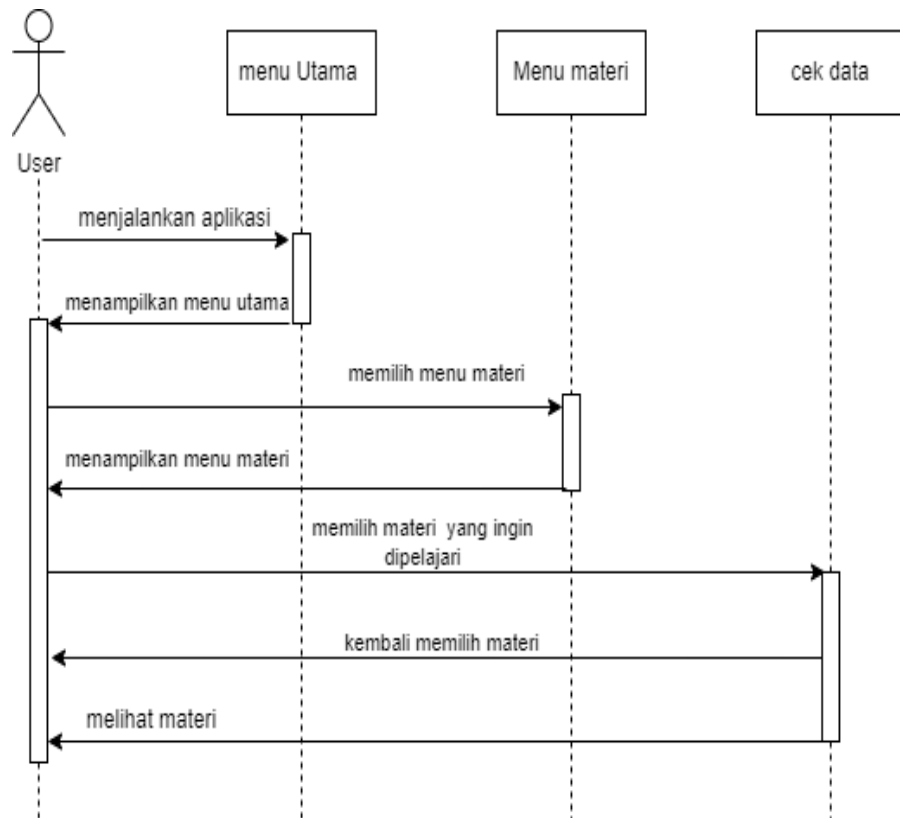 menu Utama
Menu materi
cek data
User
menjalankan aplikasi
menampilkan menu utama
memilih menu materi
menampilkan menu materi
memilih materi yang ingin
dipelajari
kembali memilih materi
melihat materi